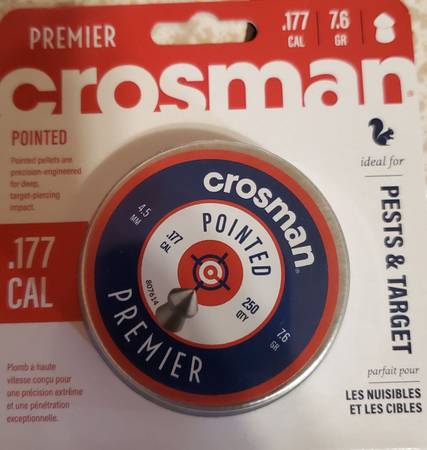 PREMIER
.177
CAL
7.6
GR
crosman®
POINTED
Pointed pellets are
precision-engineered
for deep,
target-piercing
impact.
.177
CAL
Plomb à haute
vitesse conçu pour
une précision extrême
et une pénétration
exceptionnelle.
crosman®
POINTED
4.5
MM
.177
CAL
250
QTY
7.6
GR
807614
PREMIER
ideal for
PESTS & TARGET
parfait pour
LES NUISIBLES
ET LES CIBLES